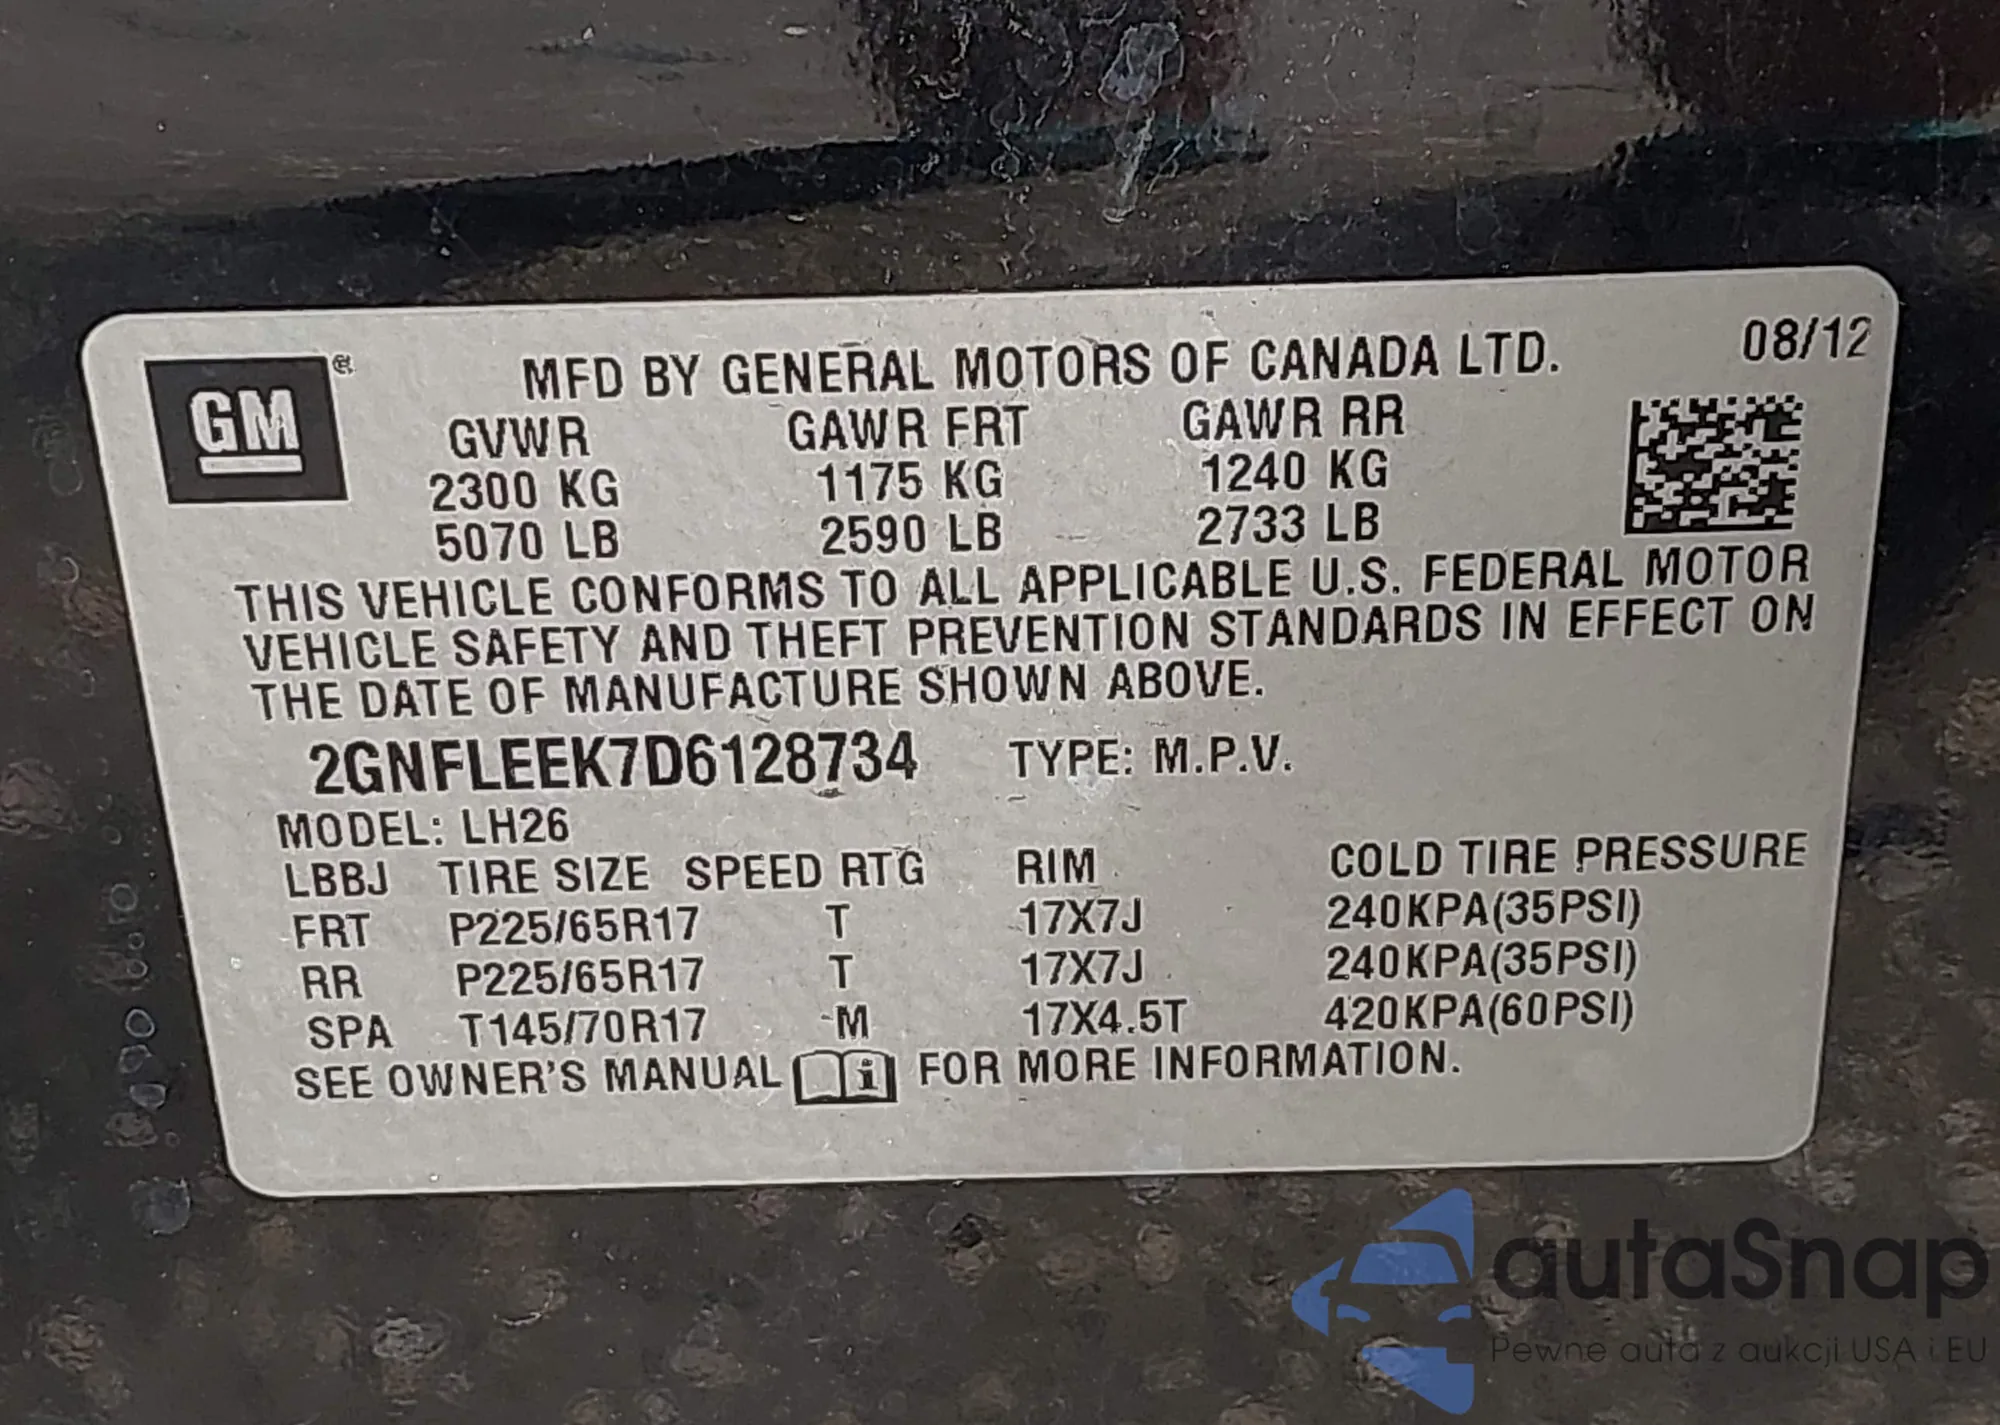 GM ®
MFD BY GENERAL MOTORS OF CANADA LTD. 08/12
GVWR GAWR FRT GAWR RR
2300 KG 1175 KG 1240 KG
5070 LB 2590 LB 2733 LB
THIS VEHICLE CONFORMS TO ALL APPLICABLE U.S. FEDERAL MOTOR
VEHICLE SAFETY AND THEFT PREVENTION STANDARDS IN EFFECT ON
THE DATE OF MANUFACTURE SHOWN ABOVE.
2GNFLEEK7D6128734 TYPE: M.P.V.
MODEL: LH26
LBBJ TIRE SIZE SPEED RTG RIM COLD TIRE PRESSURE
FRT P225/65R17 T 17X7J 240KPA(35PSI)
RR P225/65R17 T 17X7J 240KPA(35PSI)
SPA T145/70R17 M 17X4.5T 420KPA(60PSI)
SEE OWNER'S MANUAL i FOR MORE INFORMATION.
autaSnap
Pewne auta z aukcji USA i EU